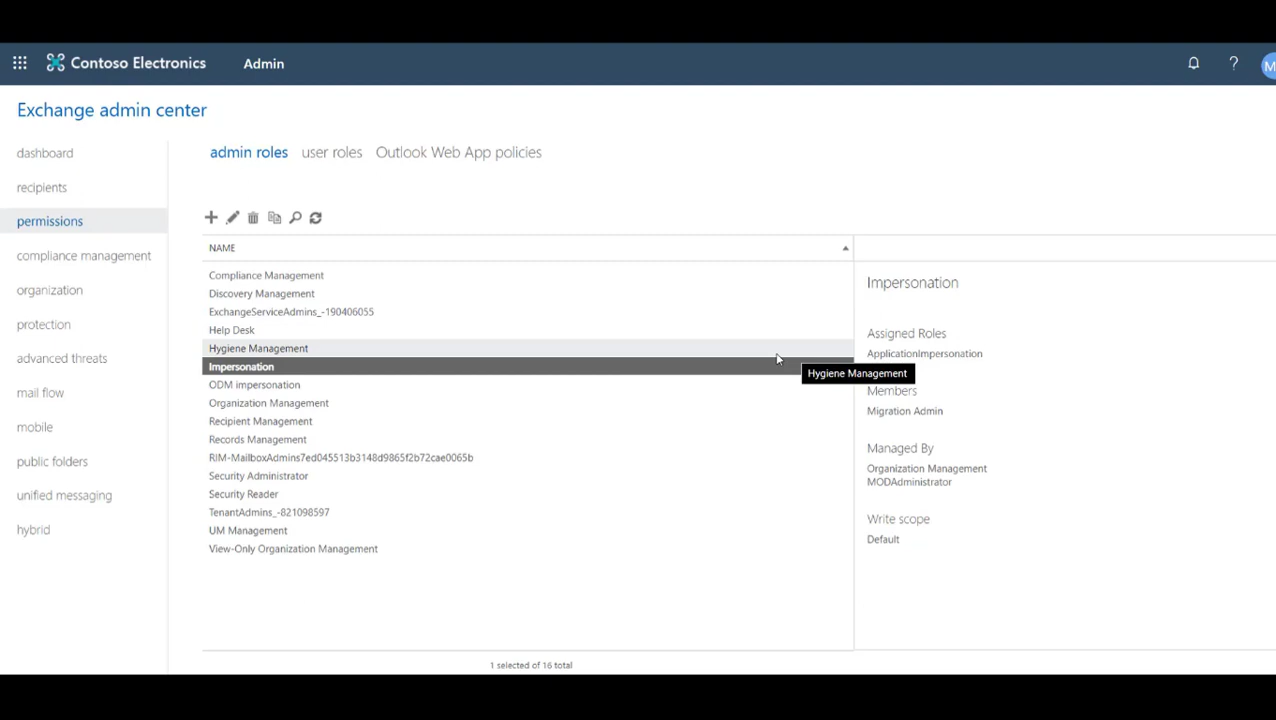 Contoso Electronics
Admin
?
M
Exchange admin center
dashboard
recipients
permissions
compliance management
organization
protection
advanced threats
mail flow
mobile
public folders
unified messaging
hybrid
admin roles user roles Outlook Web App policies
NAME
Compliance Management
Discovery Management
ExchangeServiceAdmins_-190406055
Help Desk
Hygiene Management
Impersonation
ODM impersonation
Organization Management
Recipient Management
Records Management
RIM-MailboxAdmins7ed045513b3148d9865f2b72cae0065b
Security Administrator
Security Reader
TenantAdmins_-821098597
UM Management
View-Only Organization Management
1 selected of 16 total
Impersonation
Assigned Roles
ApplicationImpersonation
Hygiene Management
Members
Migration Admin
Managed By
Organization Management
MODAdministrator
Write scope
Default